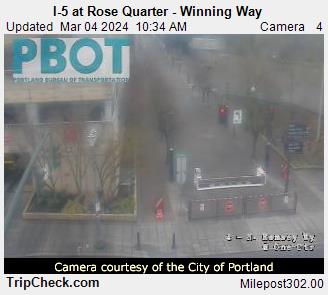 I-5 at Rose Quarter - Winning Way
Updated Mar 04 2024 10:34 AM Camera 4
PBOT
PORTLAND BUREAU OF TRANSPORTATION
Camera courtesy of the City of Portland
TripCheck.com Milepost302.00